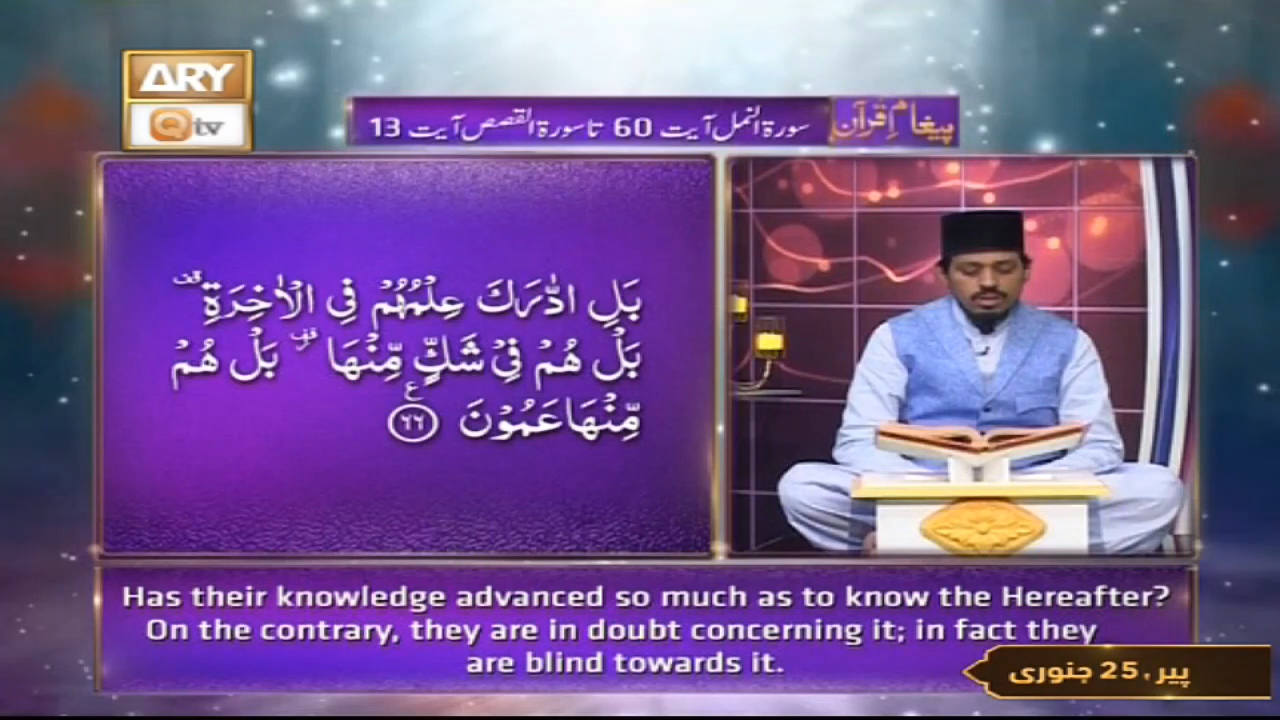 ARY
Qtv
پیغامِ قرآن
سورۃ النمل آیت 60 تا سورۃ القصص آیت 13
بَلِ ادّٰرَكَ عِلْمُهُمْ فِی الْاٰخِرَةِ ۫
بَلْ هُمْ فِیْ شَكٍّ مِّنْهَا ۫ بَلْ هُمْ
مِّنْهَا عَمُوْنَ ۠ ﴿٦٦﴾
Has their knowledge advanced so much as to know the Hereafter?
On the contrary, they are in doubt concerning it; in fact they
are blind towards it.
پیر، 25 جنوری